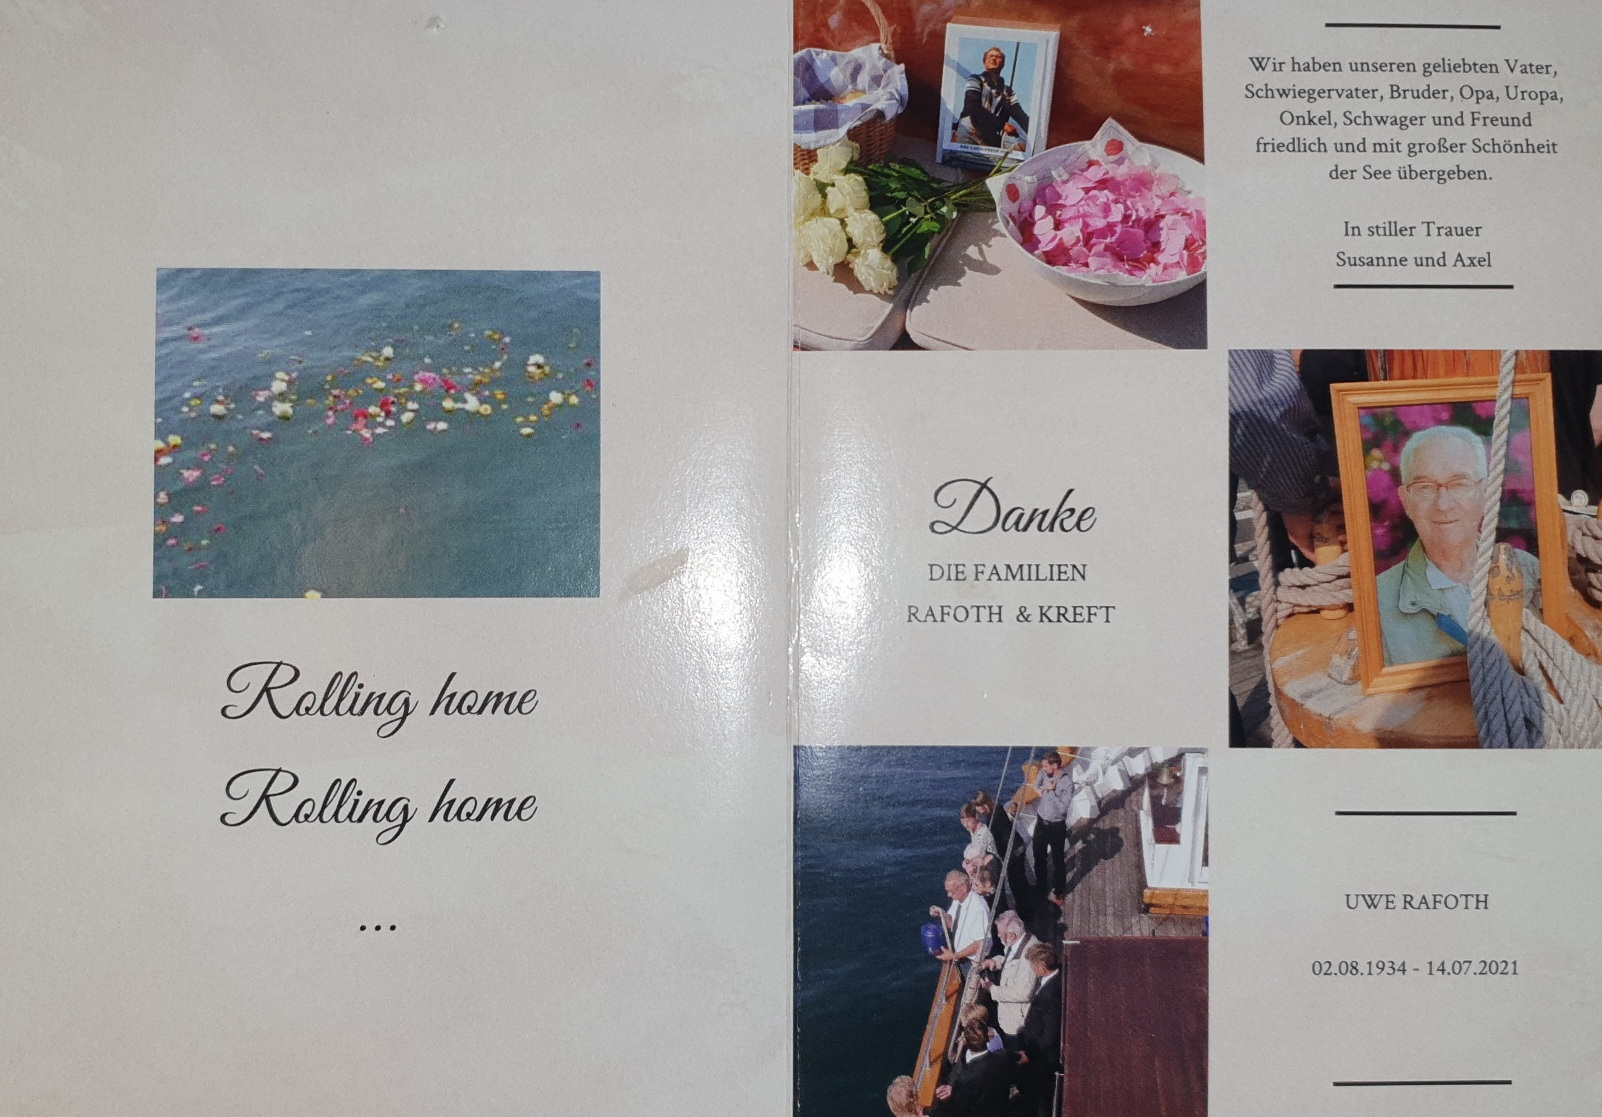 Rolling home
Rolling home
...
Danke
DIE FAMILIEN
RAFOTH & KREFT
Wir haben unseren geliebten Vater,
Schwiegervater, Bruder, Opa, Uropa,
Onkel, Schwager und Freund
friedlich und mit großer Schönheit
der See übergeben.
In stiller Trauer
Susanne und Axel
UWE RAFOTH
02.08.1934 - 14.07.2021